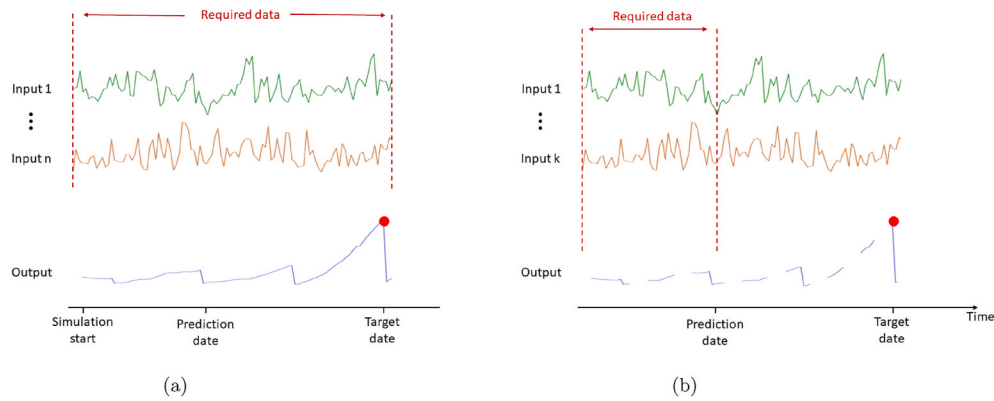 Required data
Input 1
Input n
Output
Simulation start
Prediction date
Target date
(a)
Required data
Input 1
Input k
Output
Prediction date
Target date
Time
(b)